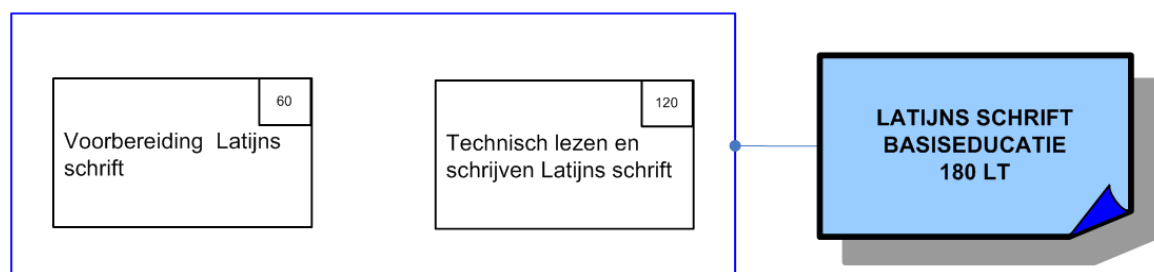 60
Voorbereiding Latijns
schrift
120
Technisch lezen en
schrijven Latijns schrift
LATIJNS SCHRIFT
BASISEDUCATIE
180 LT